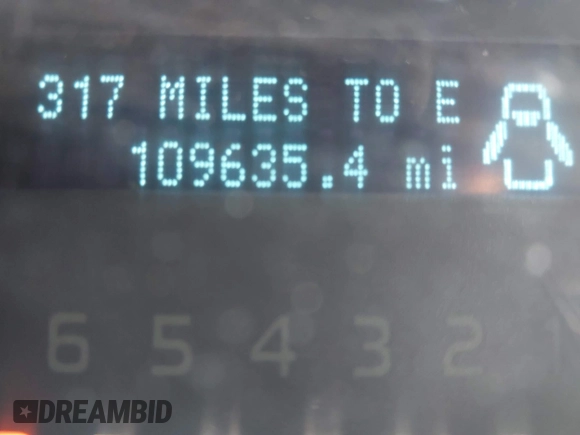 317 MILES TO E
109635.4 mi
6 5 4 3 2
DREAMBID